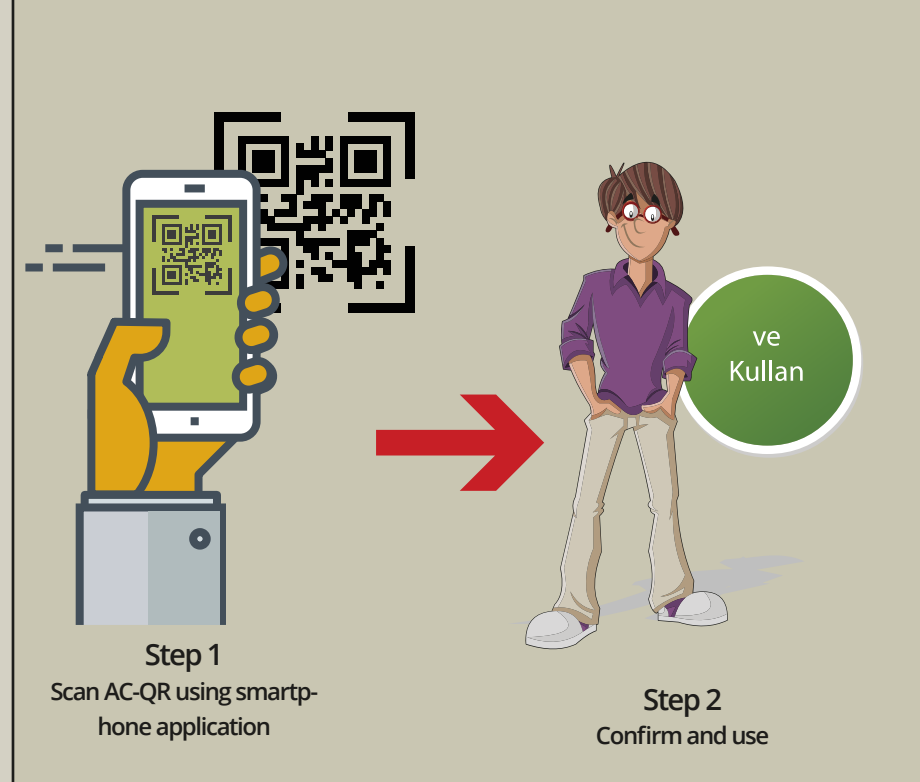 Step 1
Scan AC-QR using smartp-
hone application
ve
Kullan
Step 2
Confirm and use